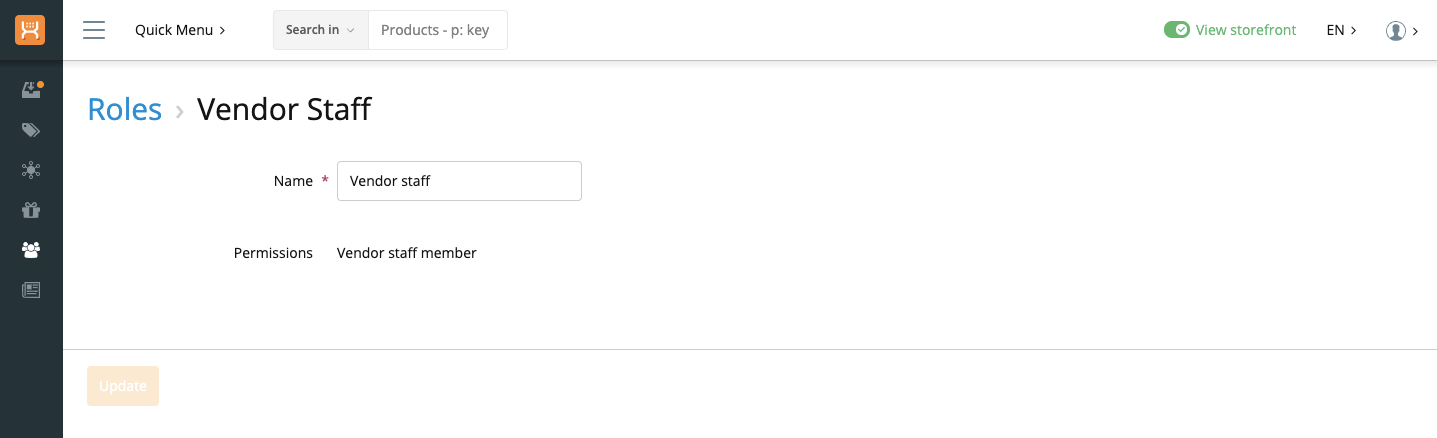 Quick Menu
Search in
Products - p: key
View storefront
EN
Roles › Vendor Staff
Name * Vendor staff
Permissions Vendor staff member
Update